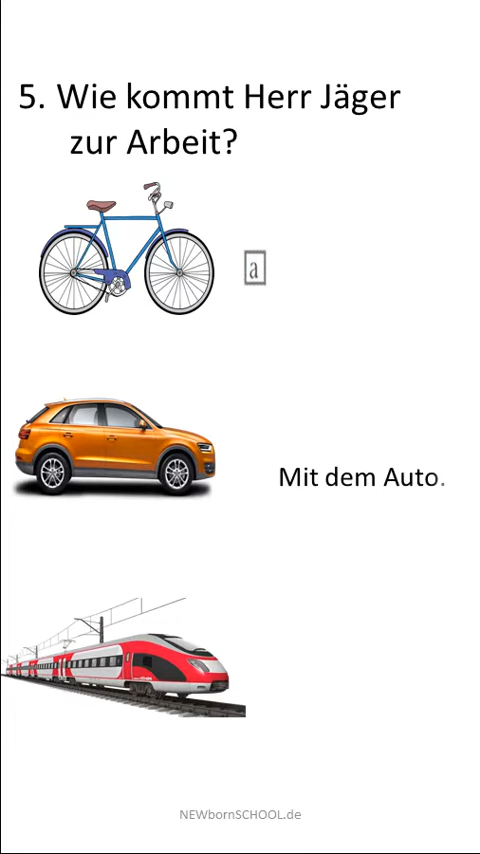 5. Wie kommt Herr Jäger
zur Arbeit?
a
Mit dem Auto.
NEWbornSCHOOL.de